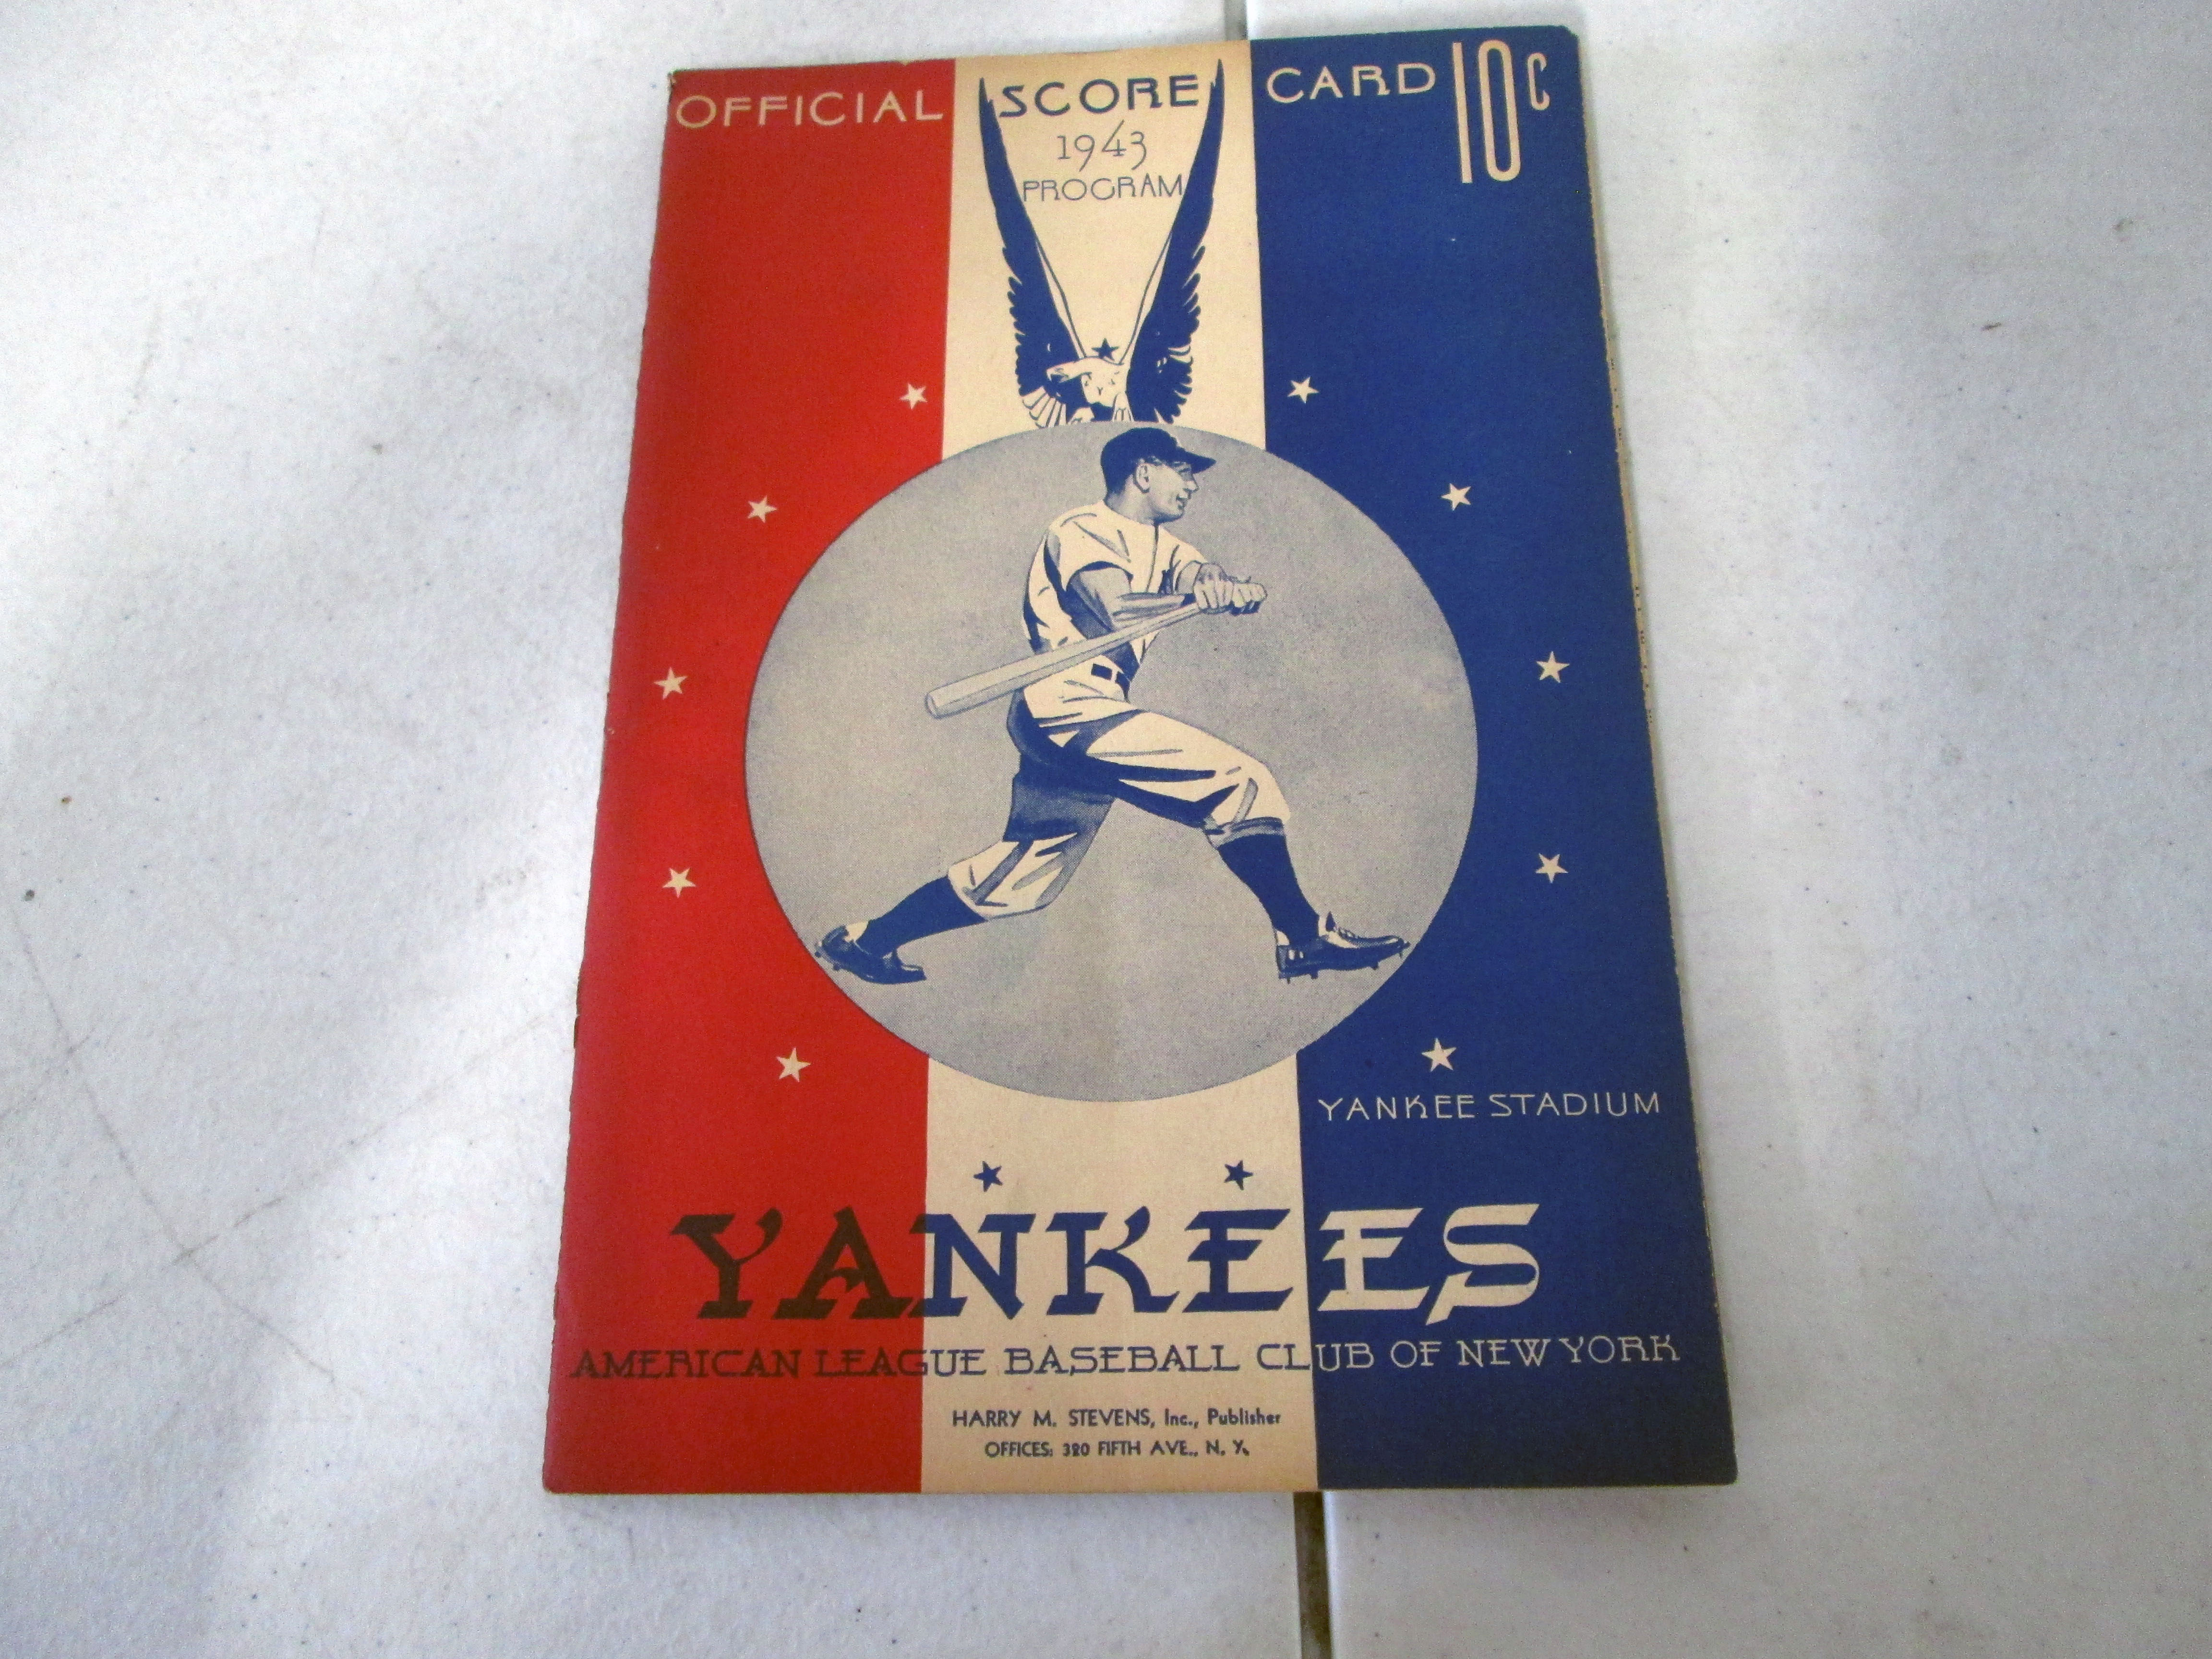 OFFICIAL SCORE CARD 10c
1943
PROGRAM
YANKEE STADIUM
YANKEES
AMERICAN LEAGUE BASEBALL CLUB OF NEW YORK
HARRY M. STEVENS, Inc., Publisher
OFFICES: 320 FIFTH AVE., N. Y.